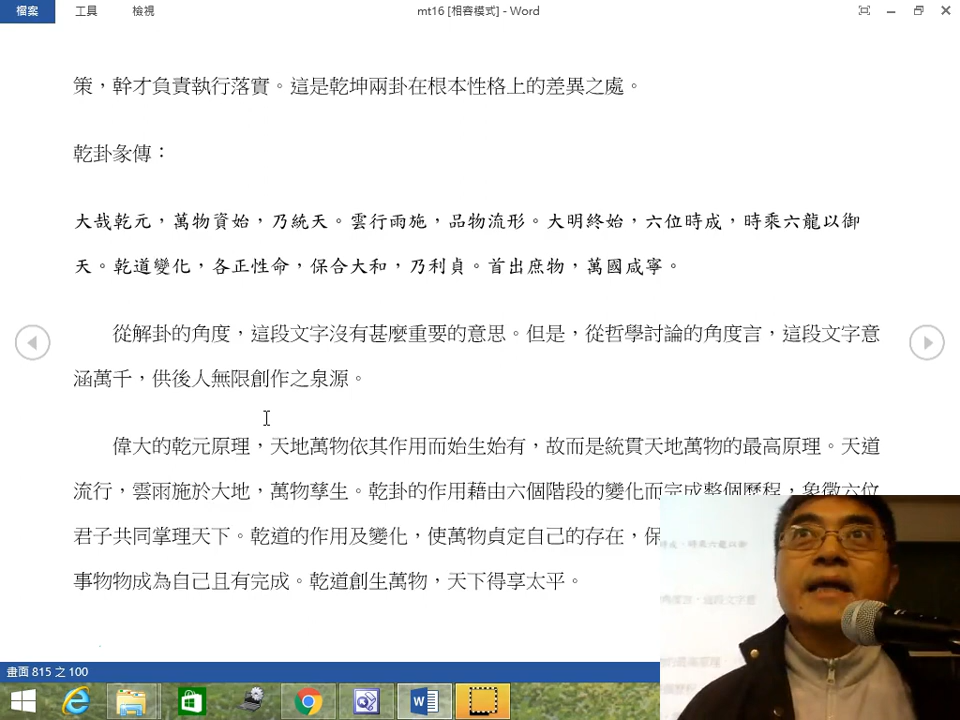 檔案 工具 檢視 mt16 [相容模式] - Word
策，幹才負責執行落實。這是乾坤兩卦在根本性格上的差異之處。
乾卦彖傳：
大哉乾元，萬物資始，乃統天。雲行雨施，品物流形。大明終始，六位時成，時乘六龍以御
天。乾道變化，各正性命，保合大和，乃利貞。首出庶物，萬國咸寧。
從解卦的角度，這段文字沒有甚麼重要的意思。但是，從哲學討論的角度言，這段文字意
涵萬千，供後人無限創作之泉源。
偉大的乾元原理，天地萬物依其作用而始生始有，故而是統貫天地萬物的最高原理。天道
流行，雲雨施於大地，萬物孳生。乾卦的作用藉由六個階段的變化而完成整個歷程，象徵六位
君子共同掌理天下。乾道的作用及變化，使萬物貞定自己的存在，保
事物物成為自己且有完成。乾道創生萬物，天下得享太平。
畫面 815 之 100